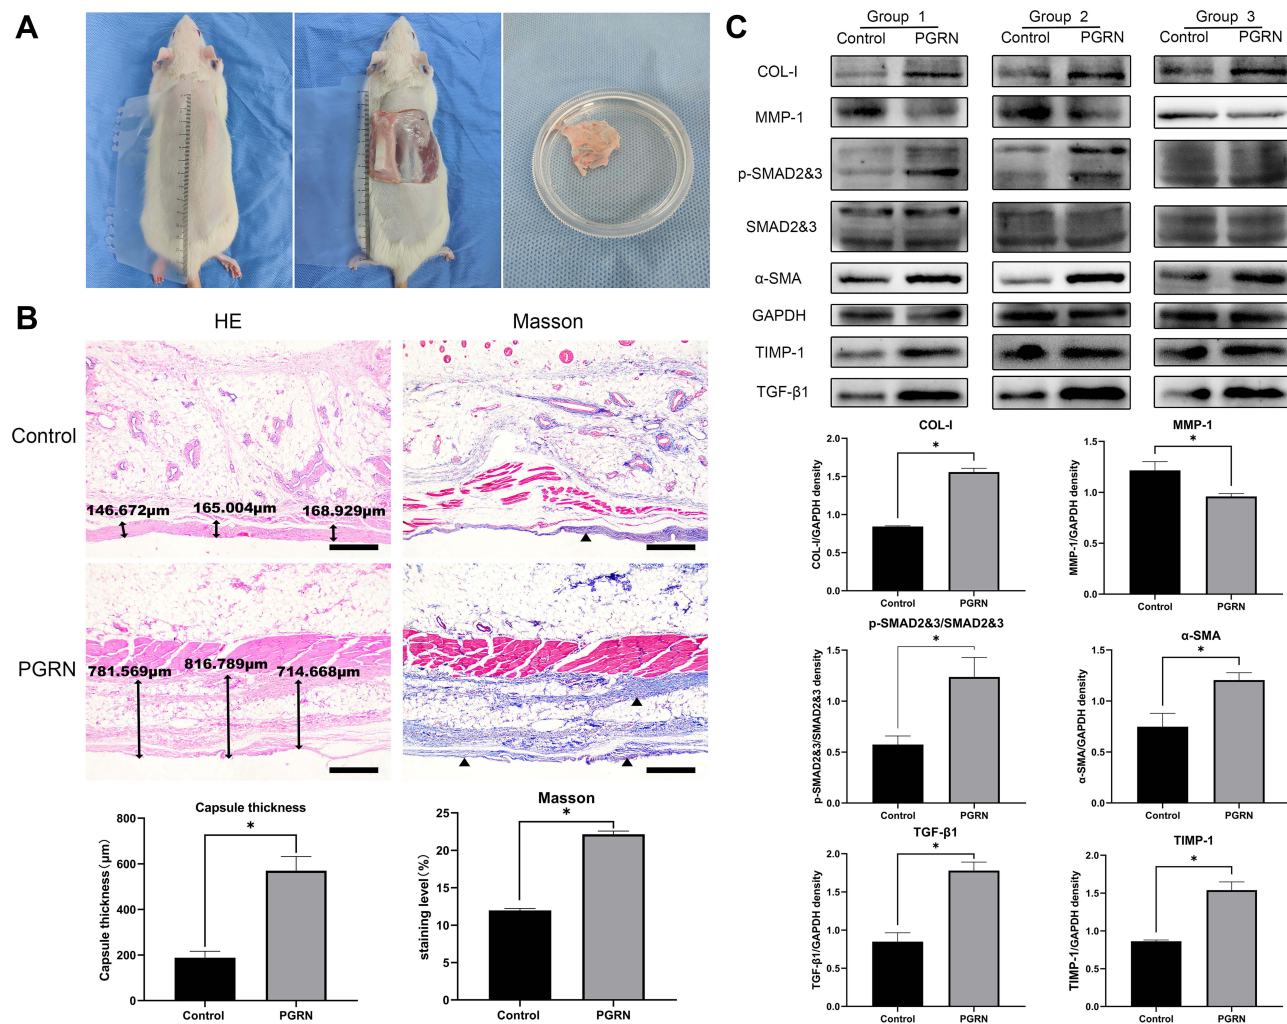 A
B
HE
Masson
Control
146.672μm
165.004μm
168.929μm
PGRN
781.569μm
816.789μm
714.668μm
Capsule thickness
*
Capsule thickness(μm)
800
600
400
200
0
Control
PGRN
Masson
*
staining level(%)
25
20
15
10
5
0
Control
PGRN
C
Group 1
Group 2
Group 3
Control
PGRN
Control
PGRN
Control
PGRN
COL-I
MMP-1
p-SMAD2&3
SMAD2&3
α-SMA
GAPDH
TIMP-1
TGF-β1
COL-I
*
COL-I/GAPDH density
2.0
1.5
1.0
0.5
0.0
Control
PGRN
MMP-1
*
MMP-1/GAPDH density
1.5
1.0
0.5
0.0
Control
PGRN
p-SMAD2&3/SMAD2&3
*
p-SMAD2&3/SMAD2&3 density
1.5
1.0
0.5
0.0
Control
PGRN
α-SMA
*
α-SMA/GAPDH density
1.5
1.0
0.5
0.0
Control
PGRN
TGF-β1
*
TGF-β1/GAPDH density
2.0
1.5
1.0
0.5
0.0
Control
PGRN
TIMP-1
*
TIMP-1/GAPDH density
2.0
1.5
1.0
0.5
0.0
Control
PGRN